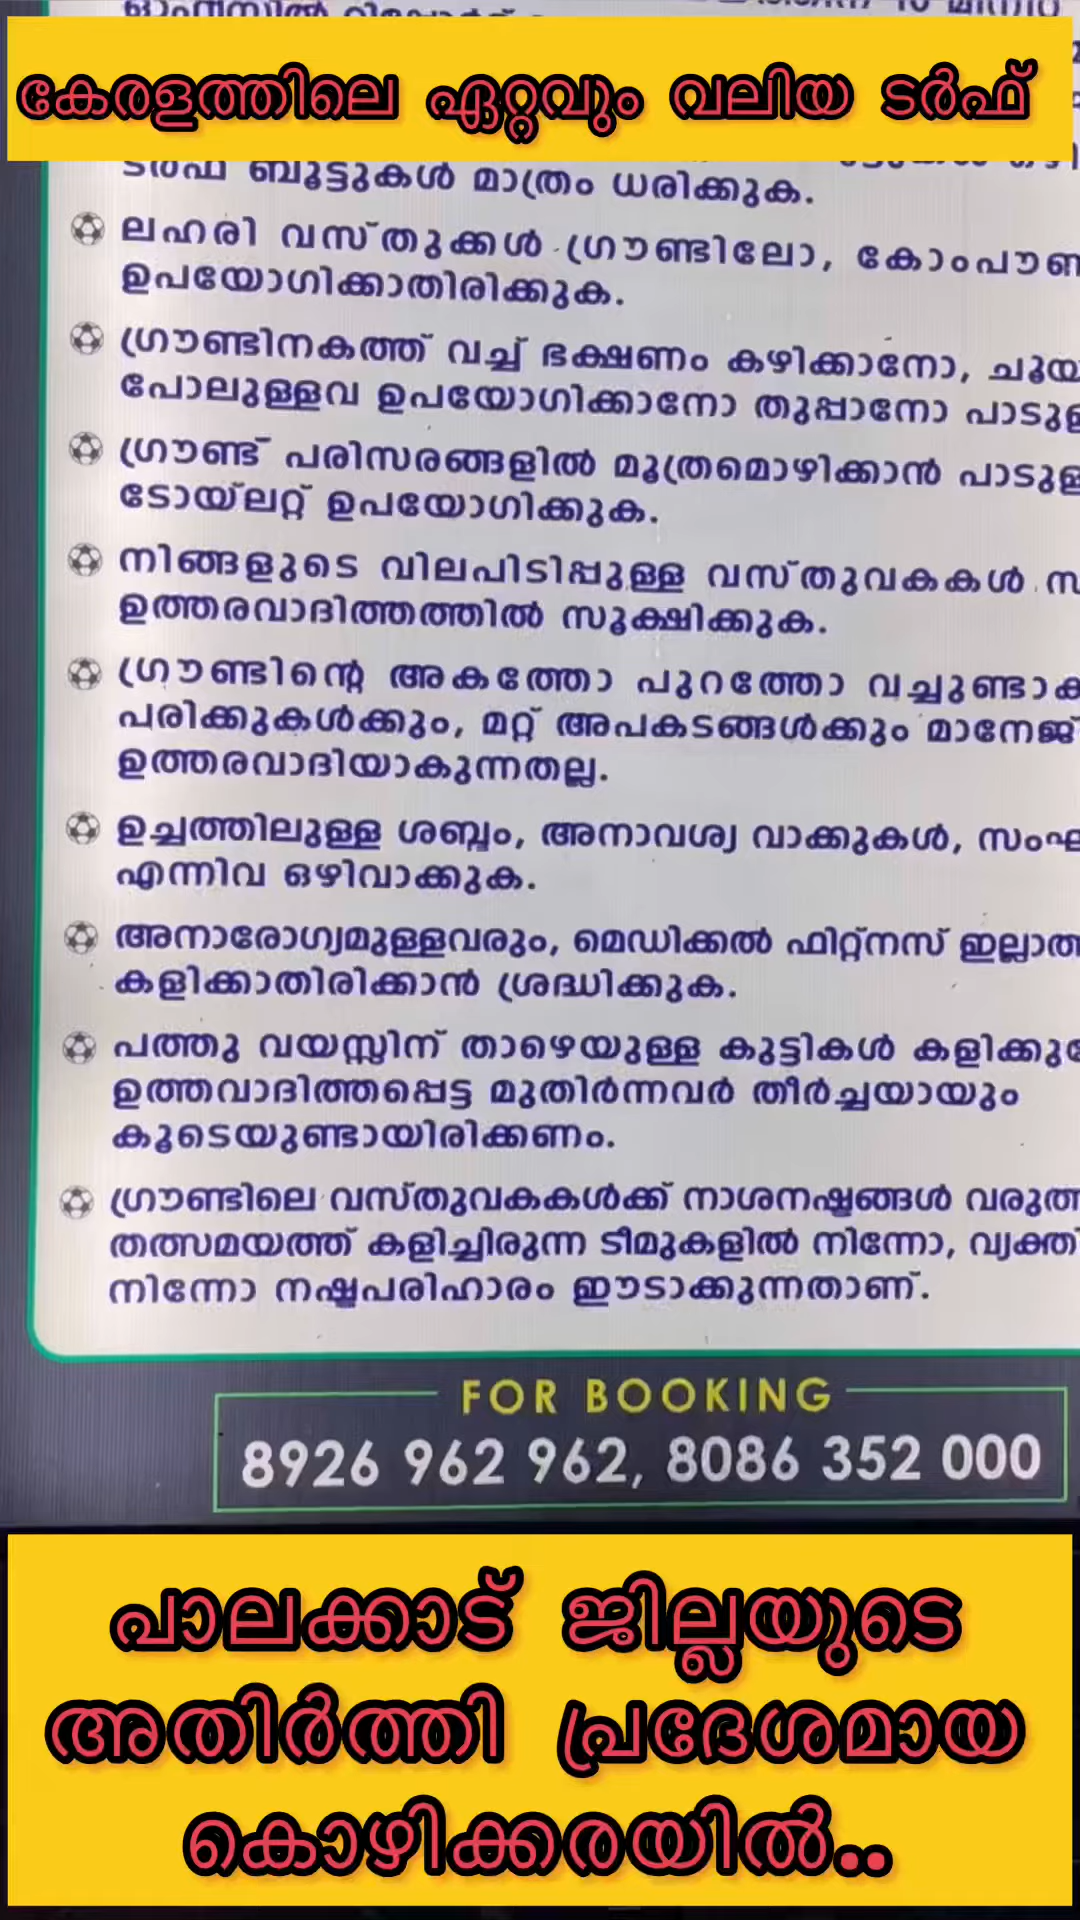 കേരളത്തിലെ ഏറ്റവും വലിയ ടർഫ്
ടർഫ് ബൂട്ടുകൾ മാത്രം ധരിക്കുക.
ലഹരി വസ്തുക്കൾ ഗ്രൗണ്ടിലോ,
ഉപയോഗിക്കാതിരിക്കുക.
ഗ്രൗണ്ടിനകത്ത് വച്ച് ഭക്ഷണം കഴിക്കാനോ,
പോലുള്ളവ ഉപയോഗിക്കാനോ തുപ്പാനോ
ഗ്രൗണ്ട് പരിസരങ്ങളിൽ മൂത്രമൊഴിക്കാൻ
ടോയ്ലറ്റ് ഉപയോഗിക്കുക.
നിങ്ങളുടെ വിലപിടിപ്പുള്ള വസ്തുവകകൾ
ഉത്തരവാദിത്തത്തിൽ സൂക്ഷിക്കുക.
ഗ്രൗണ്ടിന്റെ അകത്തോ പുറത്തോ
പരിക്കുകൾക്കും, മറ്റ് അപകടങ്ങൾക്കും
ഉത്തരവാദിയാകുന്നതല്ല.
ഉച്ചത്തിലുള്ള ശബ്ദം, അനാവശ്യ വാക്കുകൾ,
എന്നിവ ഒഴിവാക്കുക.
അനാരോഗ്യമുള്ളവരും, മെഡിക്കൽ ഫിറ്റ്നസ്
കളിക്കാതിരിക്കാൻ ശ്രദ്ധിക്കുക.
പത്തു വയസ്സിന് താഴെയുള്ള കുട്ടികൾ
ഉത്തവാദിത്തപ്പെട്ട മുതിർന്നവർ തീർച്ചയായും
കൂടെയുണ്ടായിരിക്കണം.
ഗ്രൗണ്ടിലെ വസ്തുവകകൾക്ക് നാശനഷ്ടങ്ങൾ
തത്സമയത്ത് കളിച്ചിരുന്ന ടീമുകളിൽ നിന്നോ,
നിന്നോ നഷ്ടപരിഹാരം ഈടാക്കുന്നതാണ്.
FOR BOOKING
8926 962 962, 8086 352 000
പാലക്കാട് ജില്ലയുടെ
അതിർത്തി പ്രദേശമായ
കൊഴിക്കരയിൽ..